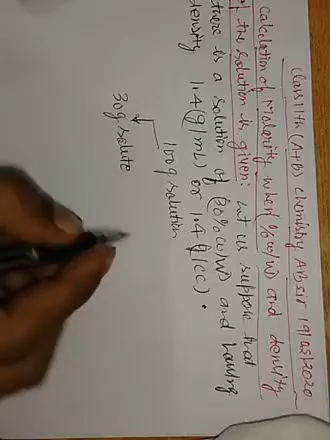 Class 11th (A+B) Chemistry AB sir 19/05/2020
Calculation of Molarity when (% w/w) and density
of the solution is given: Let us suppose that
there is a solution of (30% w/w) and having
density 1.4 (g/mL) or 1.4 g/cc).
100g solution
30g solute